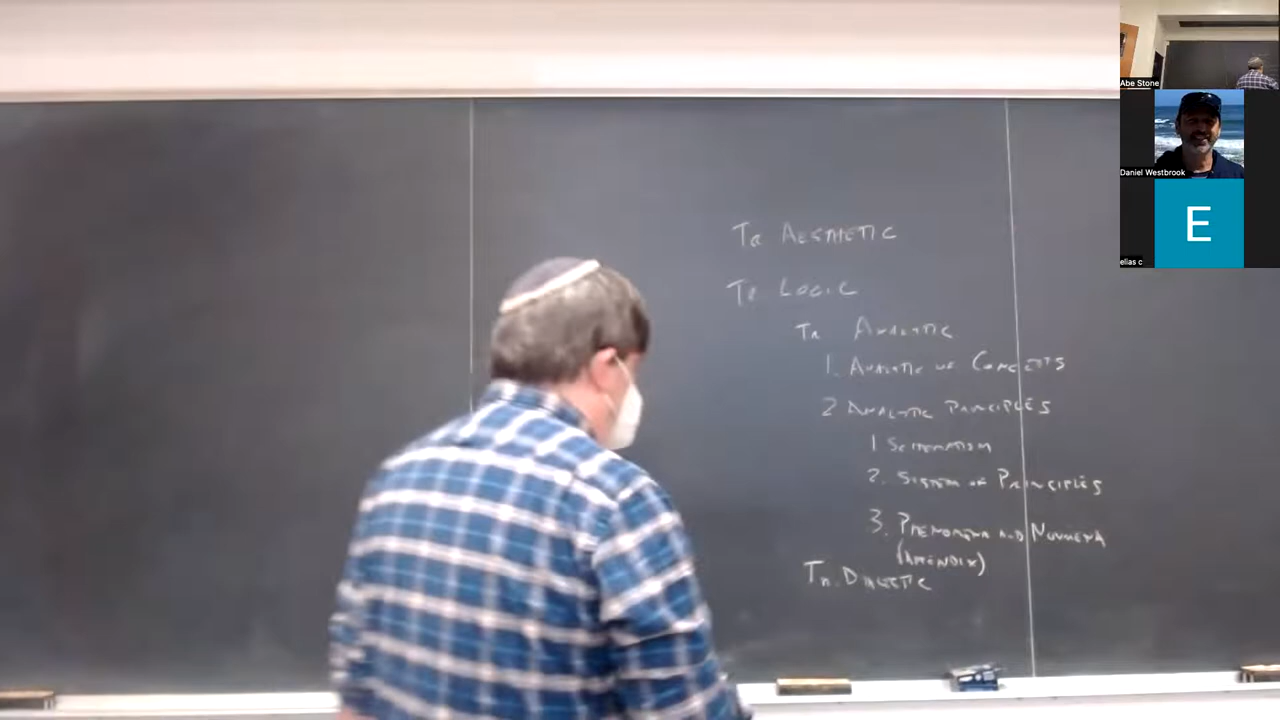 Tr AESTHETIC
Tr LOGIC
Tr ANALYTIC
1. ANALYTIC OF CONCEPTS
2 ANALYTIC PRINCIPLES
1 SCHEMATISM
2. SYSTEM OF PRINCIPLES
3. PHENOMENA AND NOUMENA
(APPENDIX)
Tr. DIALECTIC
Abe Stone
Daniel Westbrook
E
elias c